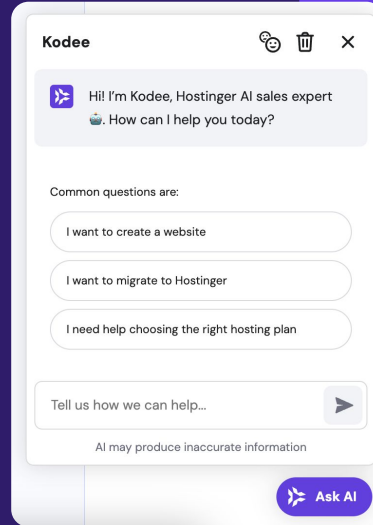 Kodee
Hi! I'm Kodee, Hostinger AI sales expert
🤖. How can I help you today?
Common questions are:
I want to create a website
I want to migrate to Hostinger
I need help choosing the right hosting plan
Tell us how we can help...
AI may produce inaccurate information
Ask AI